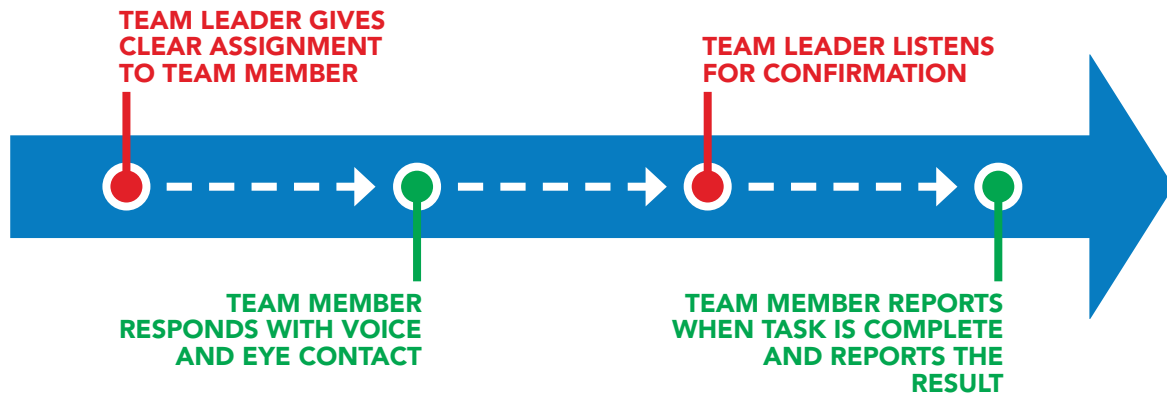 TEAM LEADER GIVES
CLEAR ASSIGNMENT
TO TEAM MEMBER
TEAM MEMBER
RESPONDS WITH VOICE
AND EYE CONTACT
TEAM LEADER LISTENS
FOR CONFIRMATION
TEAM MEMBER REPORTS
WHEN TASK IS COMPLETE
AND REPORTS THE
RESULT